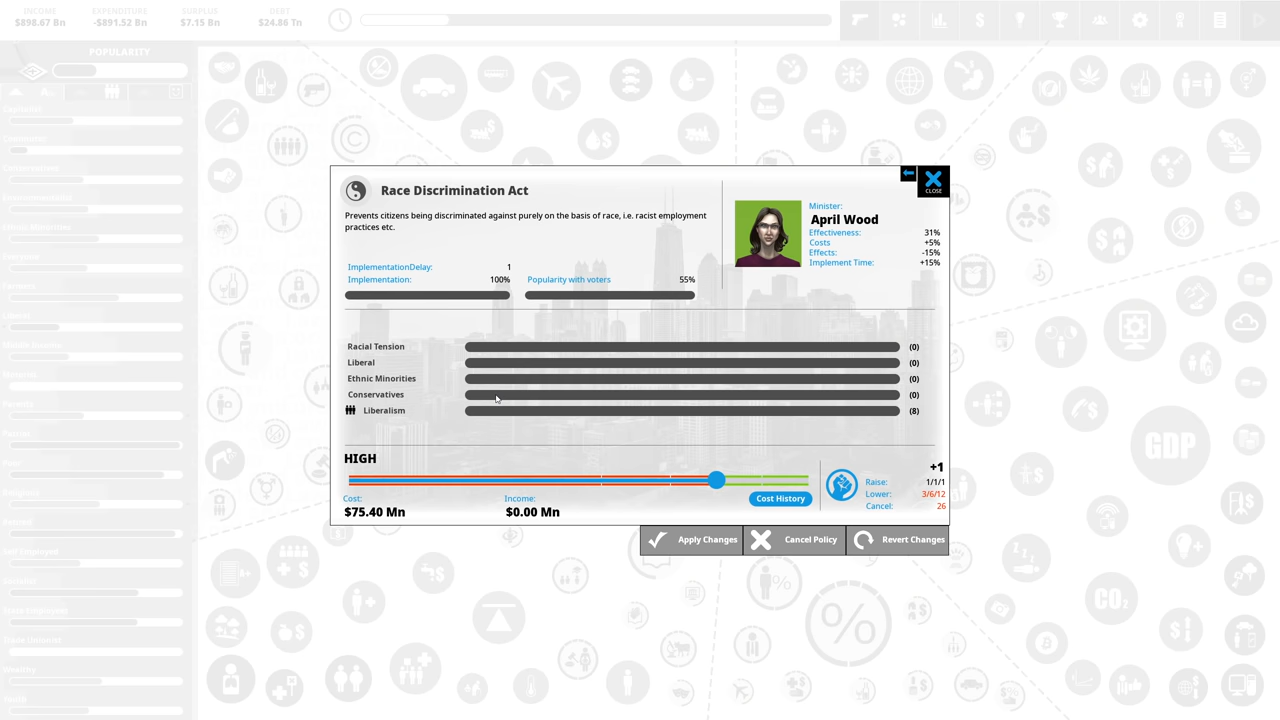 INCOME
$898.67 Bn
EXPENDITURE
-$891.52 Bn
SURPLUS
$7.15 Bn
DEBT
$24.86 Tn
POPULARITY
Race Discrimination Act
Prevents citizens being discriminated against purely on the basis of race, i.e. racist employment
practices etc.
ImplementationDelay: 1
Implementation: 100%
Popularity with voters 55%
CLOSE
Minister:
April Wood
Effectiveness: 31%
Costs +5%
Effects: -15%
Implement Time: +15%
Racial Tension (0)
Liberal (0)
Ethnic Minorities (0)
Conservatives (0)
Liberalism (8)
HIGH
Cost:
$75.40 Mn
Income:
$0.00 Mn
Cost History
+1
Raise: 1/1/1
Lower: 3/6/12
Cancel: 26
Apply Changes
Cancel Policy
Revert Changes
GDP
CO2